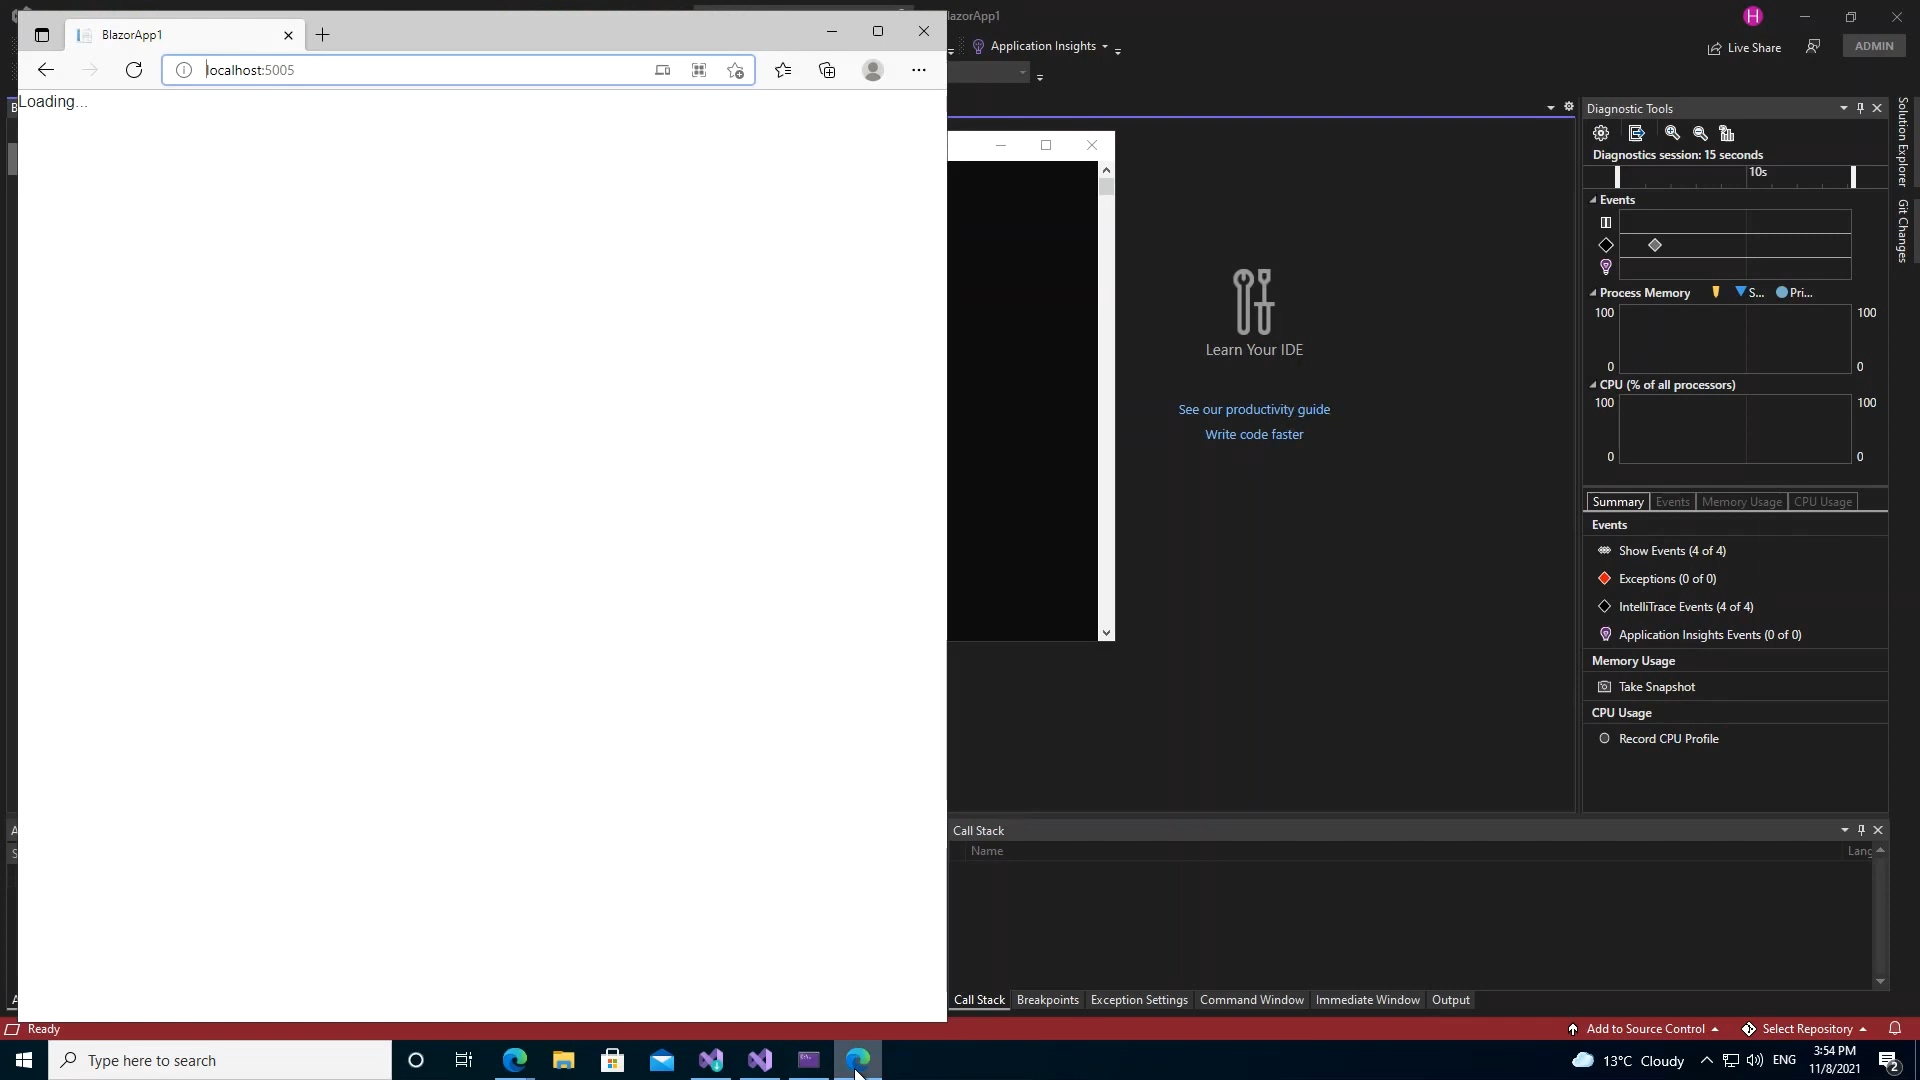 BlazorApp1
localhost:5005
Loading...
lazorApp1
H
Application Insights
Live Share
ADMIN
Learn Your IDE
See our productivity guide
Write code faster
Diagnostic Tools
Diagnostics session: 15 seconds
10s
Events
Process Memory
S...
Pri...
100
100
0
0
CPU (% of all processors)
100
100
0
0
Summary
Events
Memory Usage
CPU Usage
Events
Show Events (4 of 4)
Exceptions (0 of 0)
IntelliTrace Events (4 of 4)
Application Insights Events (0 of 0)
Memory Usage
Take Snapshot
CPU Usage
Record CPU Profile
Solution Explorer
Git Changes
Call Stack
Name
Lang
Call Stack
Breakpoints
Exception Settings
Command Window
Immediate Window
Output
Ready
Add to Source Control
Select Repository
Type here to search
13°C Cloudy
ENG
3:54 PM
11/8/2021
2